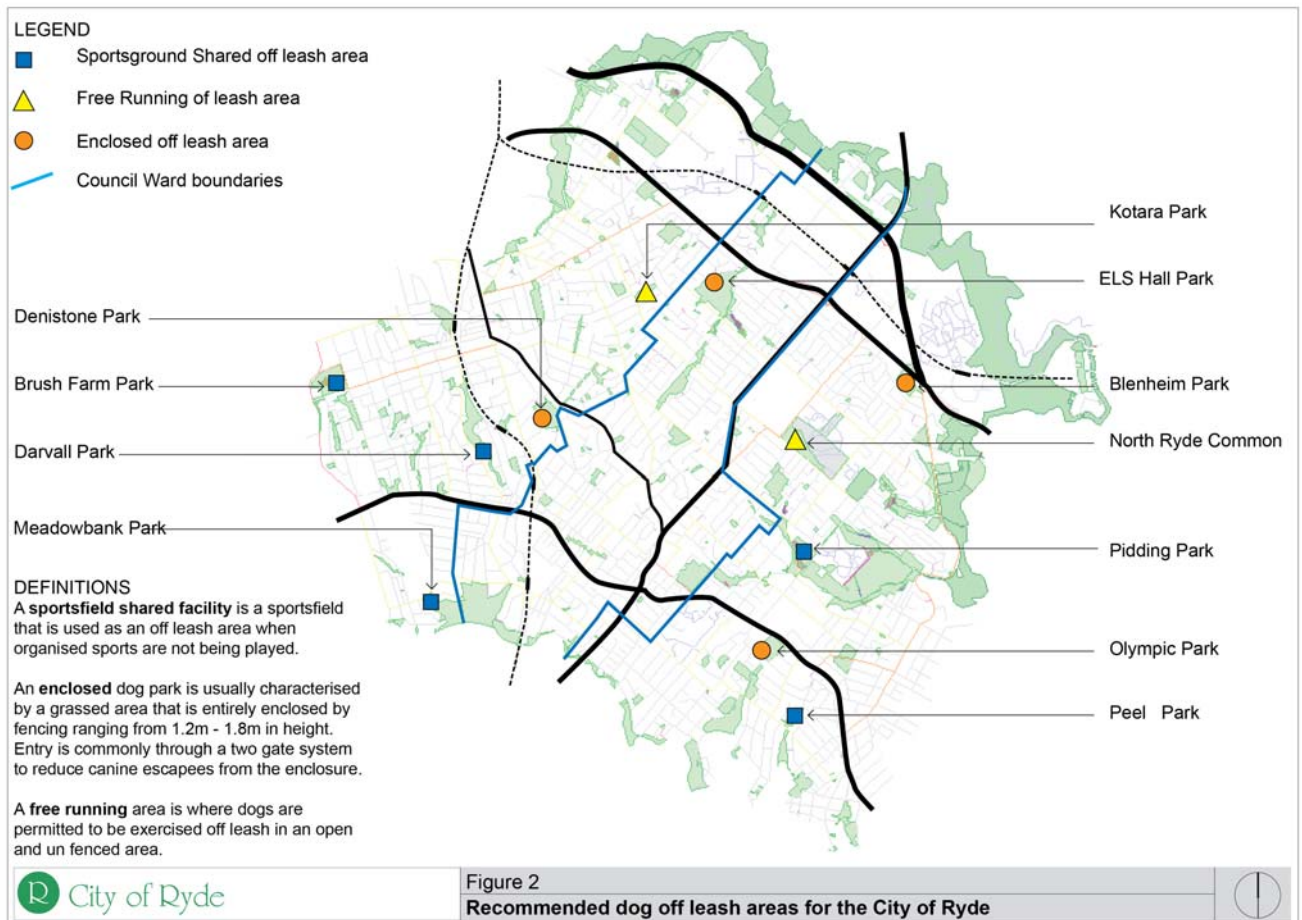 LEGEND
Sportsground Shared off leash area
Free Running of leash area
Enclosed off leash area
Council Ward boundaries
Kotara Park
ELS Hall Park
Denistone Park
Brush Farm Park
Blenheim Park
Darvall Park
North Ryde Common
Meadowbank Park
Pidding Park
Olympic Park
Peel Park
DEFINITIONS
A sportsfield shared facility is a sportsfield
that is used as an off leash area when
organised sports are not being played.
An enclosed dog park is usually characterised
by a grassed area that is entirely enclosed by
fencing ranging from 1.2m - 1.8m in height.
Entry is commonly through a two gate system
to reduce canine escapees from the enclosure.
A free running area is where dogs are
permitted to be exercised off leash in an open
and un fenced area.
R City of Ryde
Figure 2
Recommended dog off leash areas for the City of Ryde